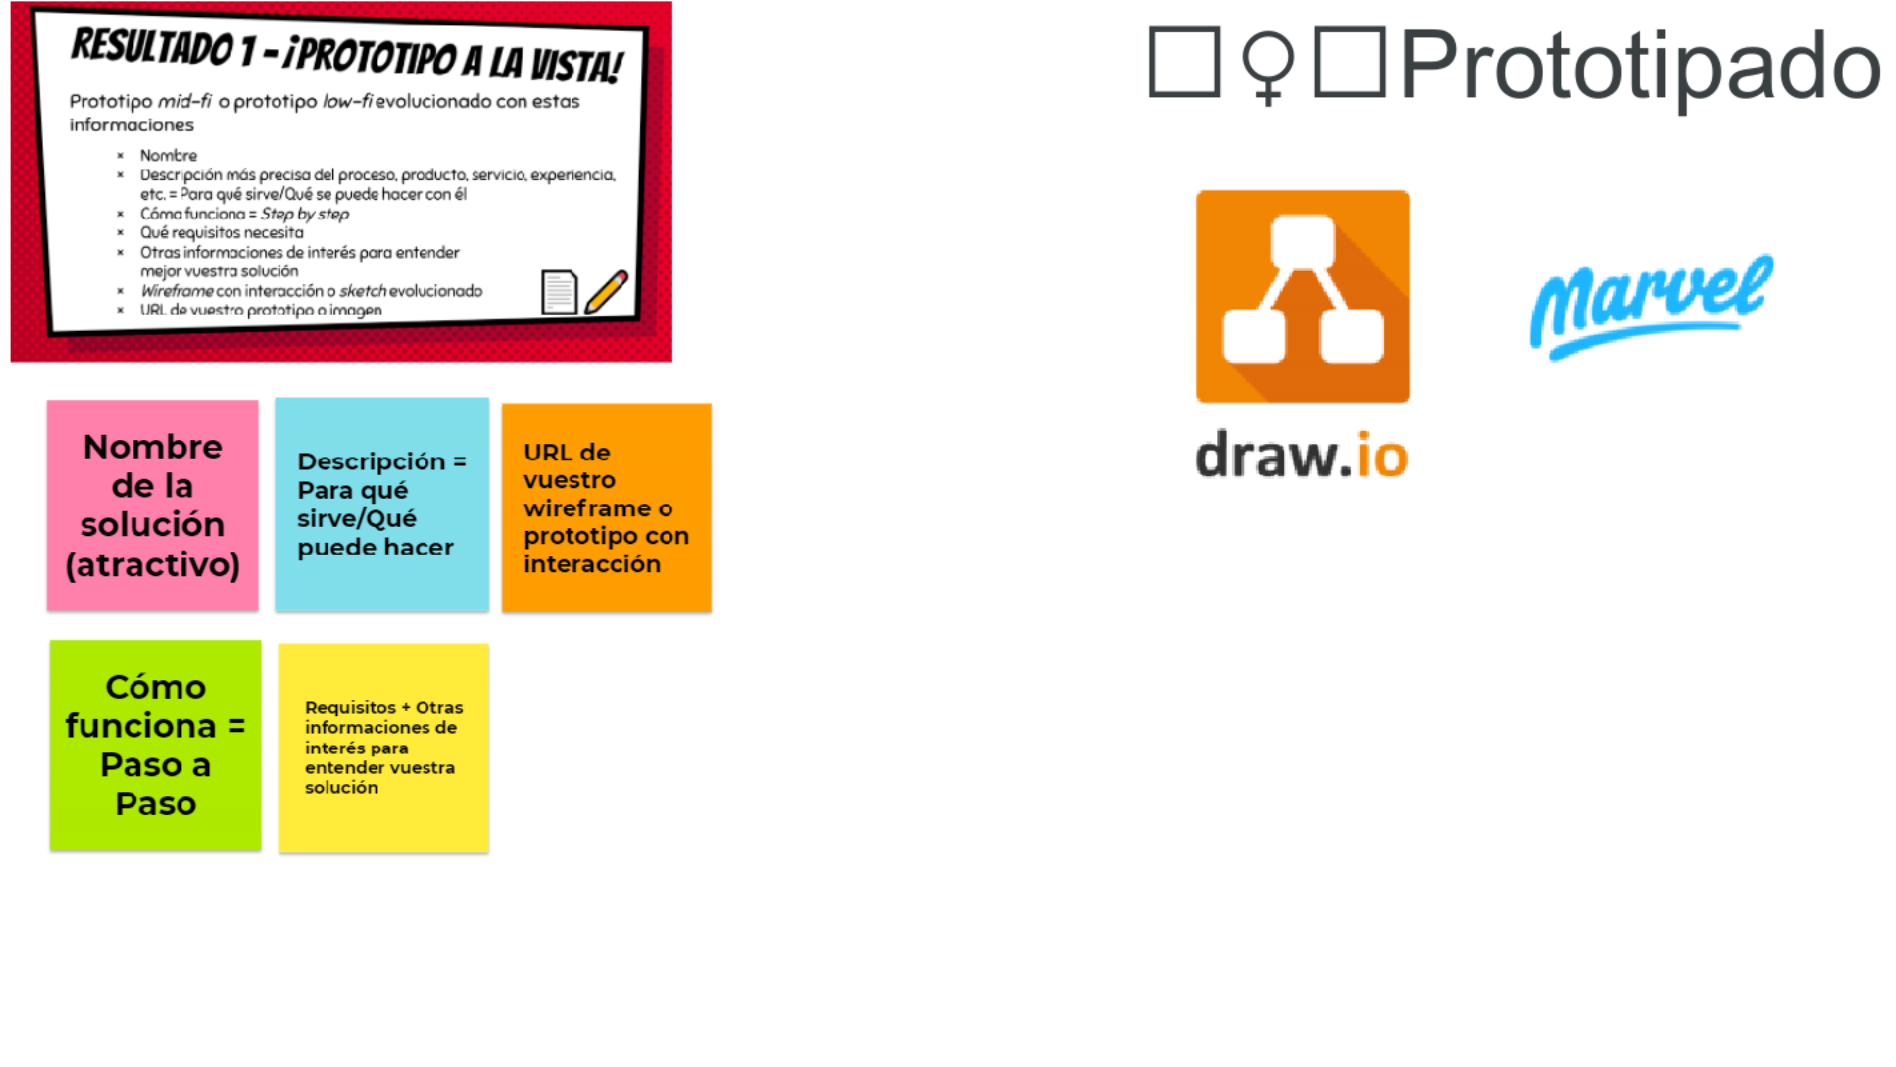 RESULTADO 1 - ¡PROTOTIPO A LA VISTA!
Prototipo mid-fi o prototipo low-fi evolucionado con estas
informaciones
× Nombre
× Descripción más precisa del proceso, producto, servicio, experiencia,
etc. = Para qué sirve/Qué se puede hacer con él
× Cómo funciona = Step by step
× Qué requisitos necesita
× Otras informaciones de interés para entender
mejor vuestra solución
× Wireframe con interacción o sketch evolucionado
× URL de vuestro prototipo o imagen
□♀□Prototipado
draw.io
Marvel
Nombre
de la
solución
(atractivo)
Descripción =
Para qué
sirve/Qué
puede hacer
URL de
vuestro
wireframe o
prototipo con
interacción
Cómo
funciona =
Paso a
Paso
Requisitos + Otras
informaciones de
interés para
entender vuestra
solución